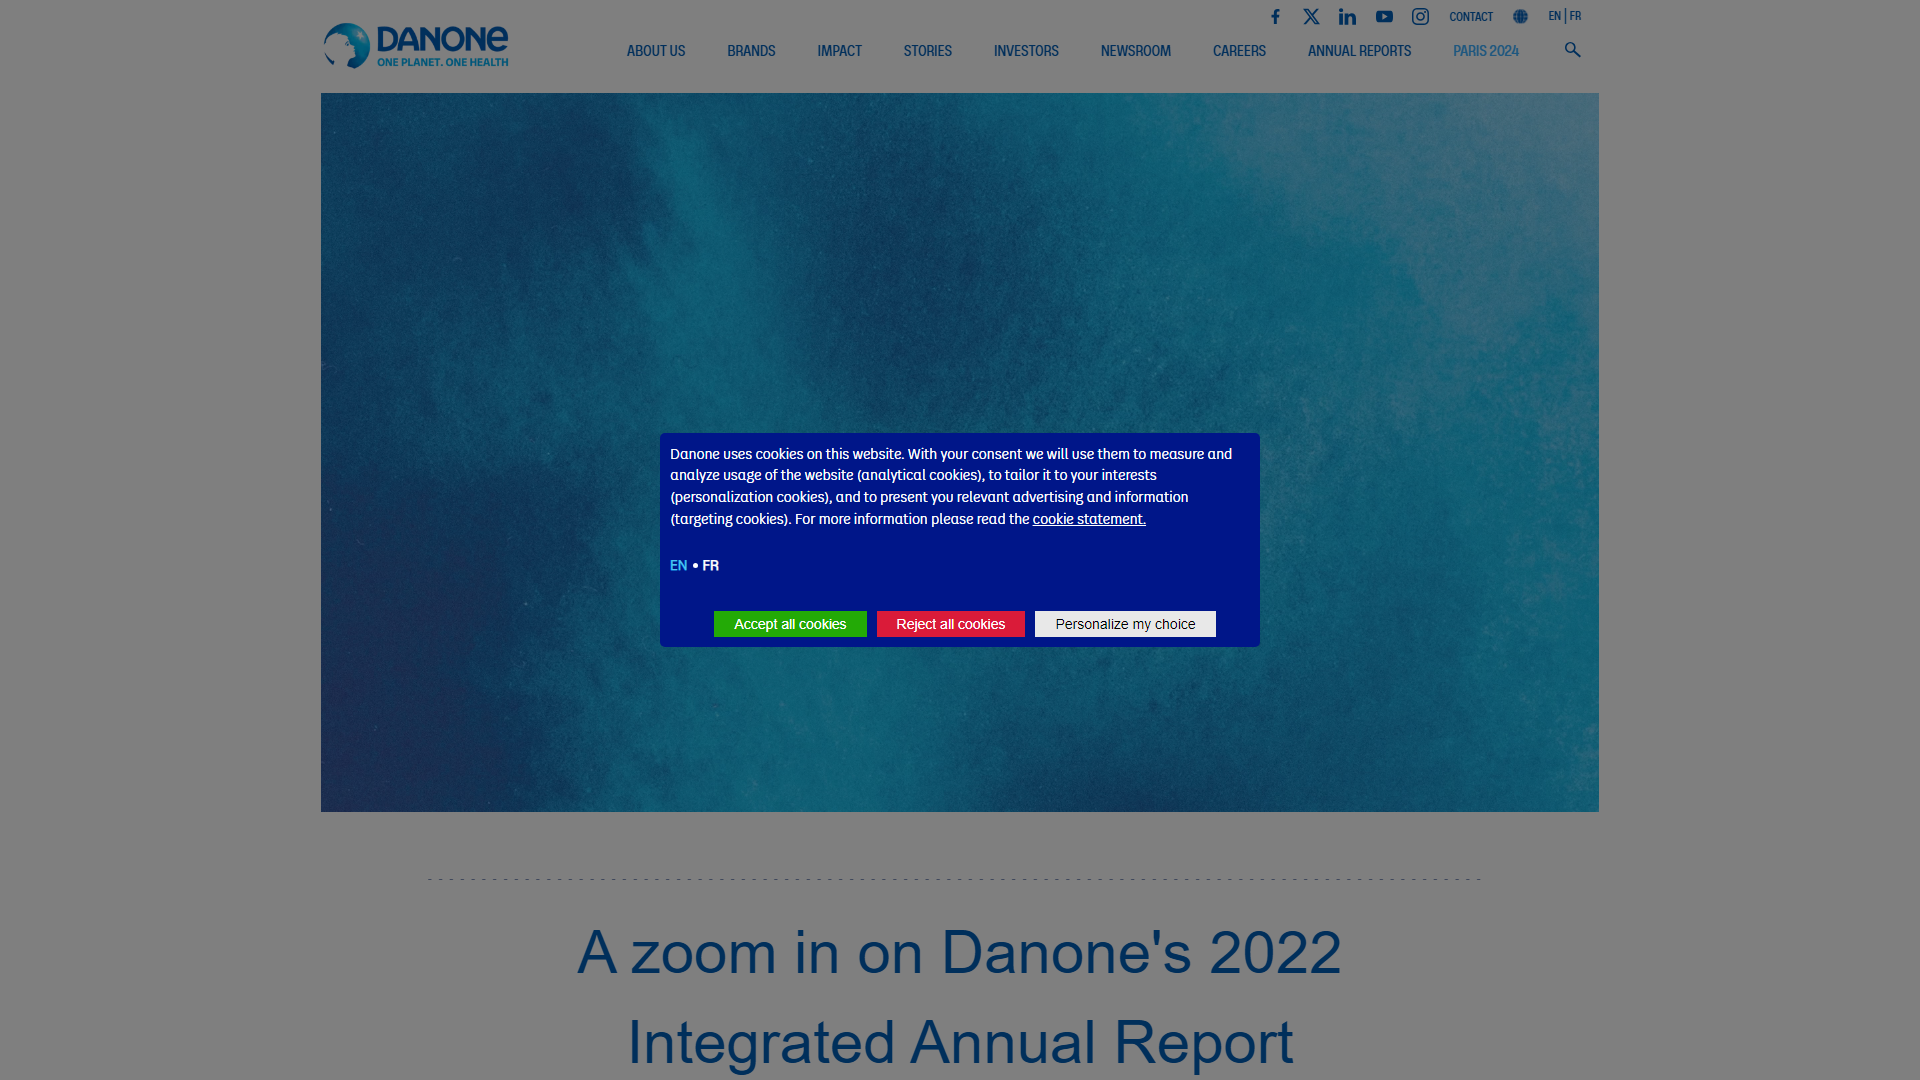 CONTACT
EN | FR
DANONE
ONE PLANET. ONE HEALTH
ABOUT US
BRANDS
IMPACT
STORIES
INVESTORS
NEWSROOM
CAREERS
ANNUAL REPORTS
PARIS 2024
Danone uses cookies on this website. With your consent we will use them to measure and
analyze usage of the website (analytical cookies), to tailor it to your interests
(personalization cookies), and to present you relevant advertising and information
(targeting cookies). For more information please read the cookie statement.
EN • FR
Accept all cookies
Reject all cookies
Personalize my choice
A zoom in on Danone's 2022
Integrated Annual Report